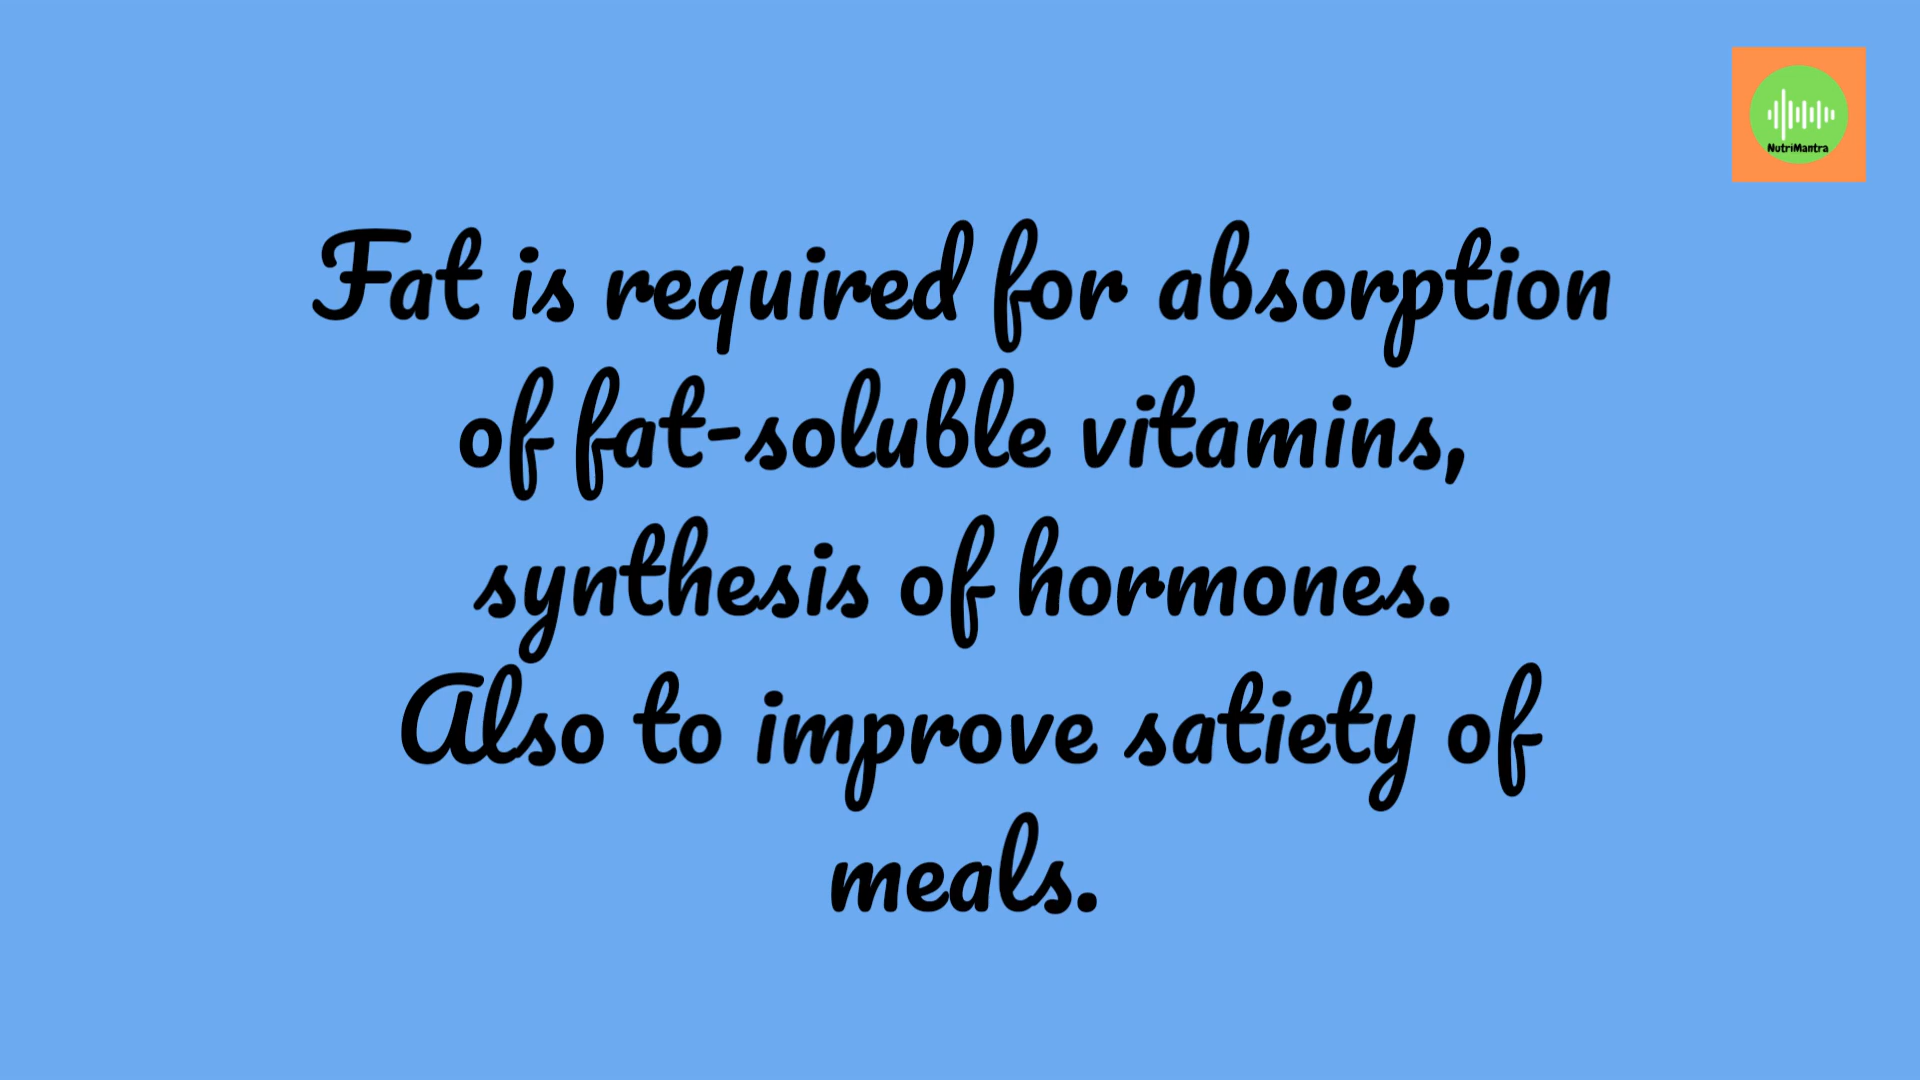 NutriMantra
Fat is required for absorption
of fat-soluble vitamins,
synthesis of hormones.
Also to improve satiety of
meals.